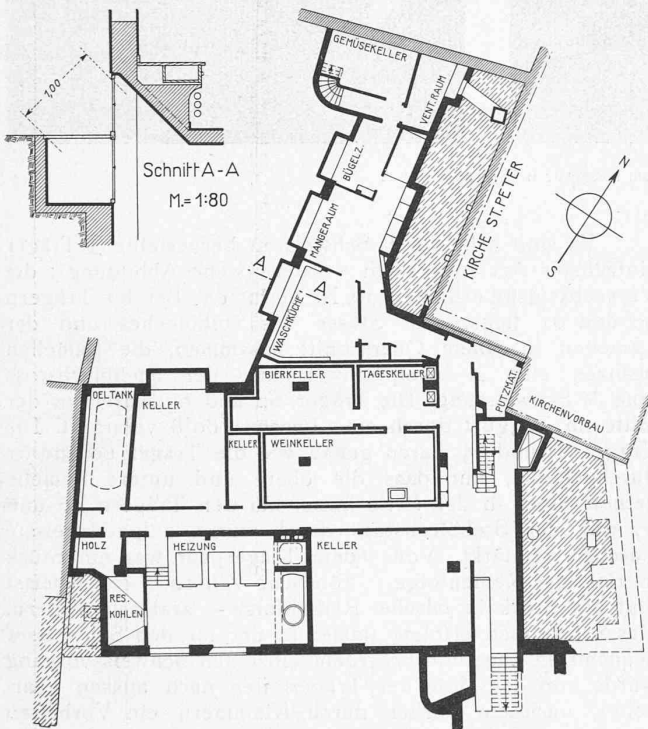 1.00
Schnitt A-A
M.= 1:80
GEMÜSEKELLER
VENT.RAUM
BÜGELZ.
MANGERAUM
KIRCHE ST. PETER
N
S
A
A
WASCHKÜCHE
BIERKELLER
TAGESKELLER
PUTZMAT.
KIRCHENVORBAU
OELTANK
KELLER
KELLER
WEINKELLER
HOLZ
HEIZUNG
KELLER
RES.
KOHLEN